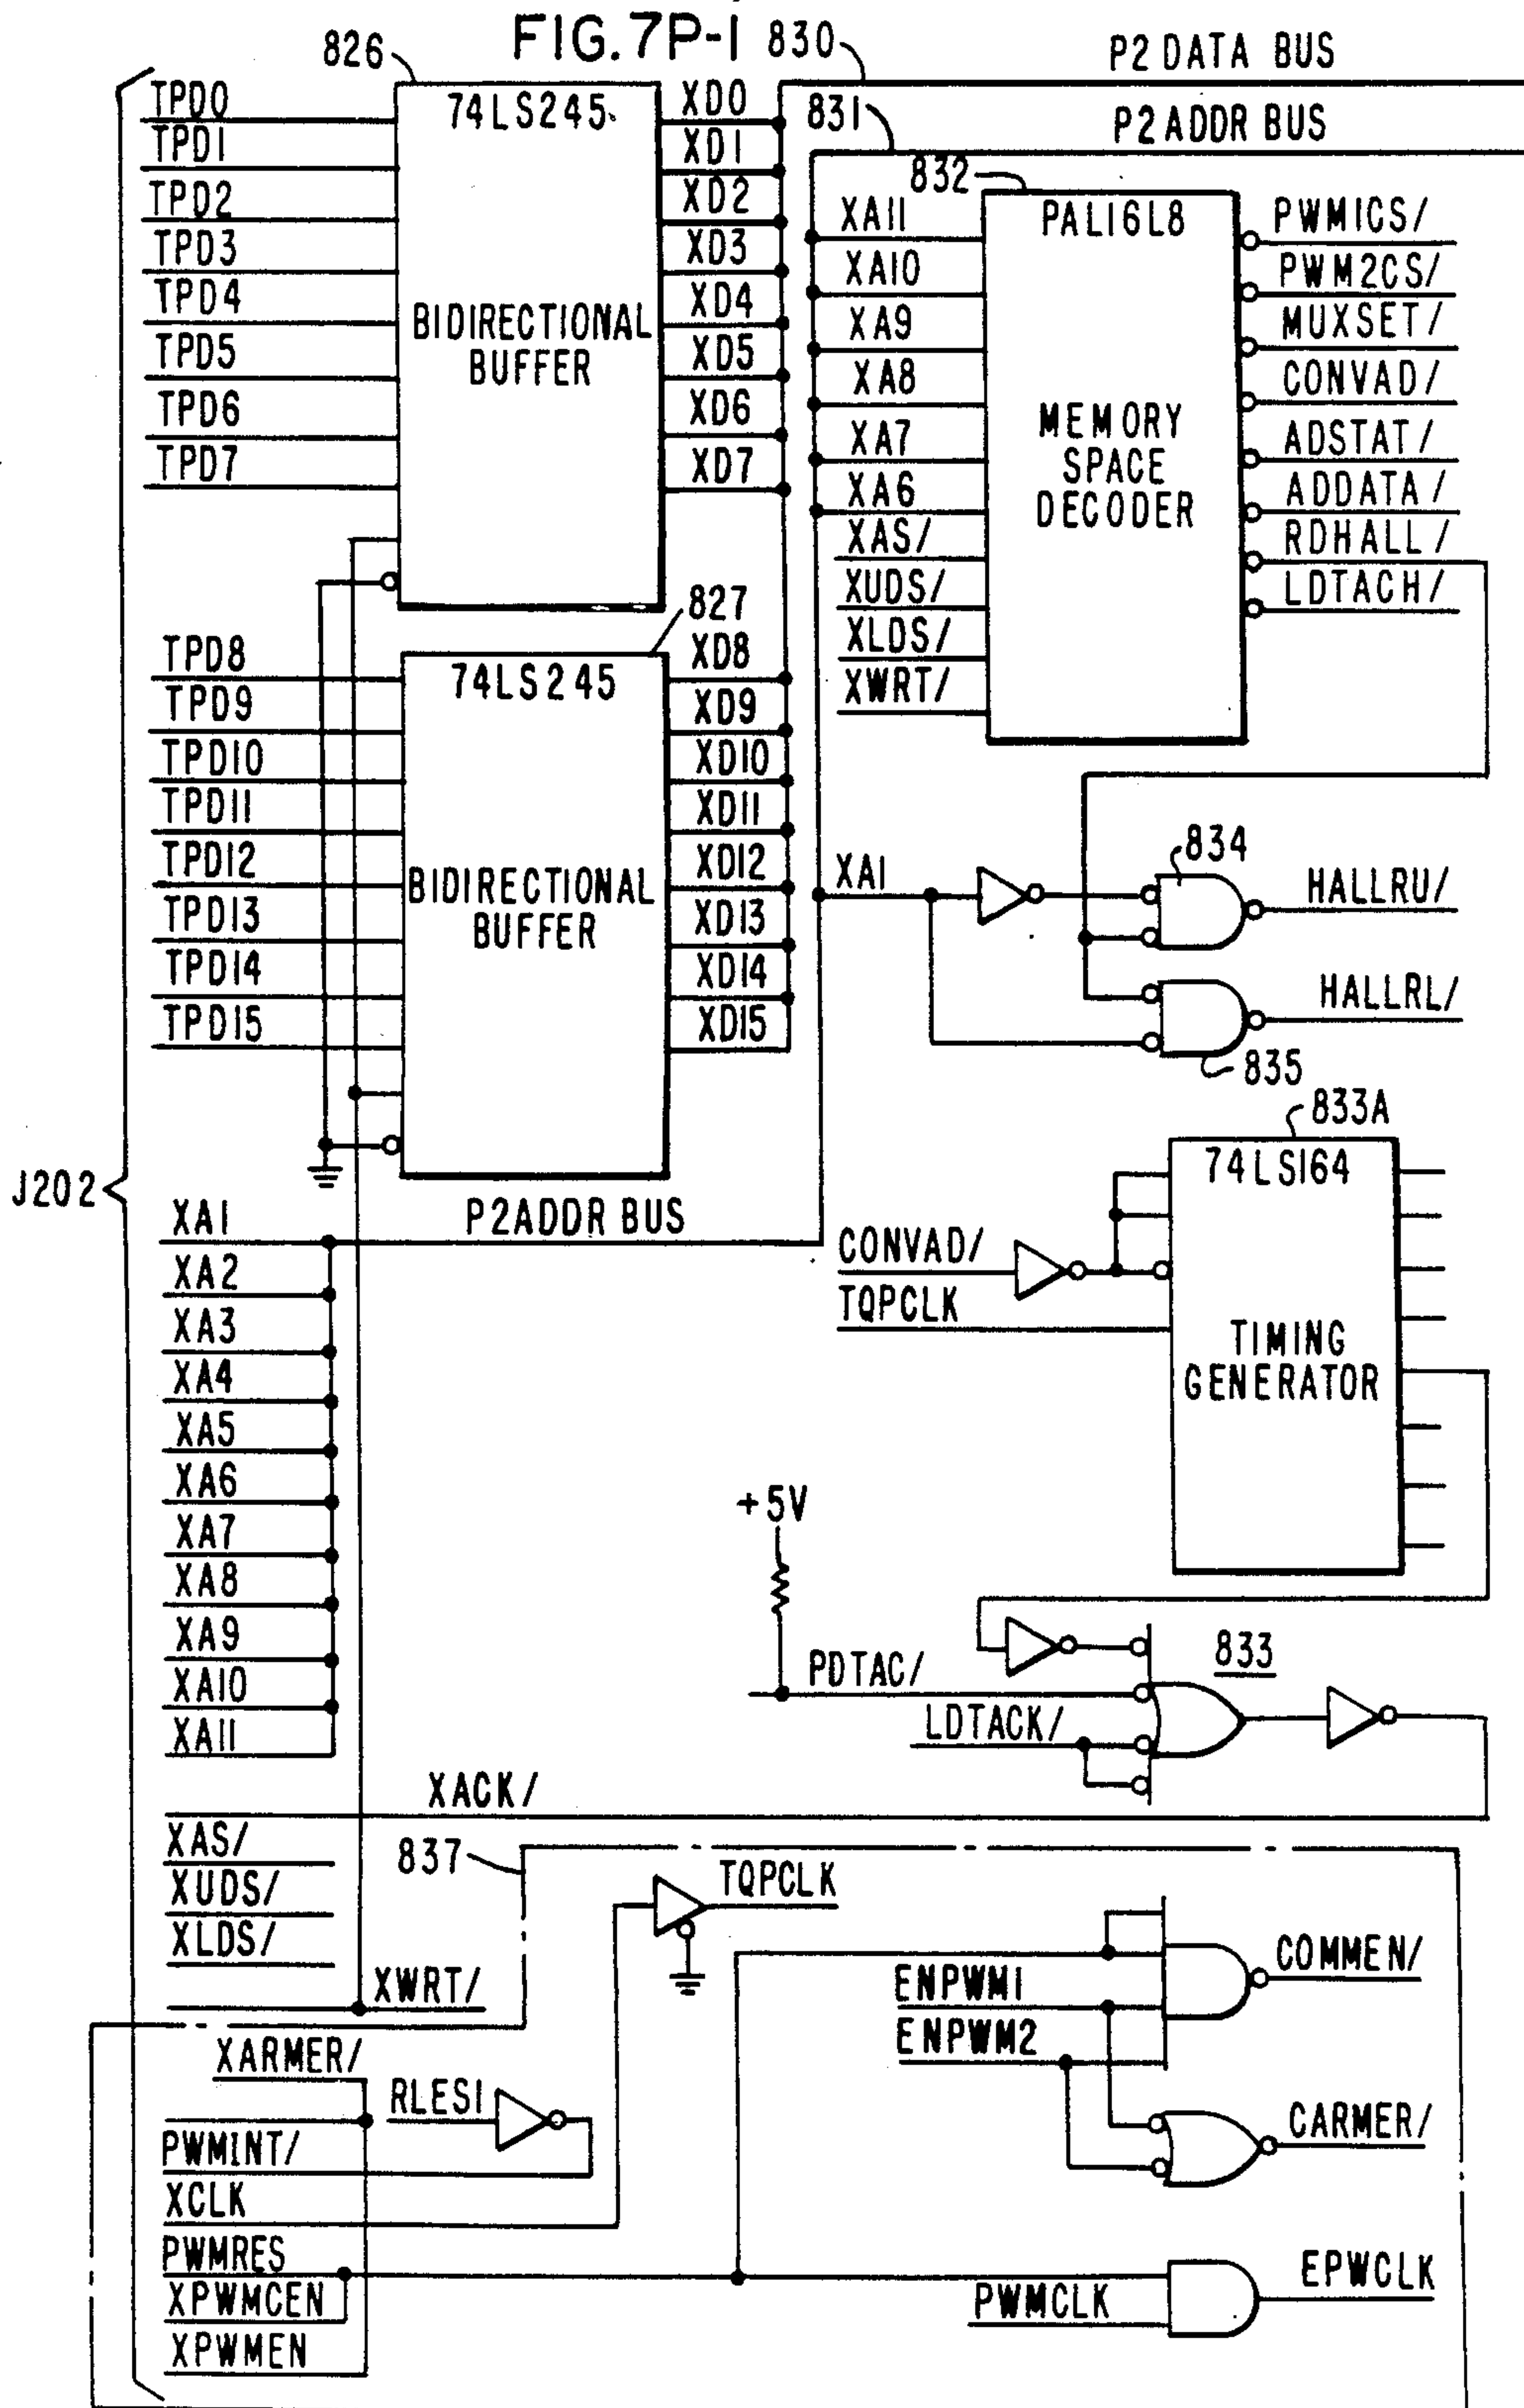 FIG.7P-1
826
830
P2 DATA BUS
831
P2 ADDR BUS
TPD0
TPD1
TPD2
TPD3
TPD4
TPD5
TPD6
TPD7
74LS245
BIDIRECTIONAL
BUFFER
XD0
XD1
XD2
XD3
XD4
XD5
XD6
XD7
832
XA11
XA10
XA9
XA8
XA7
XA6
XAS/
XUDS/
XLDS/
XWRT/
PAL16L8
MEMORY
SPACE
DECODER
PWM1CS/
PWM2CS/
MUXSET/
CONVAD/
ADSTAT/
ADDATA/
RDHALL/
LDTACH/
827
TPD8
TPD9
TPD10
TPD11
TPD12
TPD13
TPD14
TPD15
74LS245
BIDIRECTIONAL
BUFFER
XD8
XD9
XD10
XD11
XD12
XD13
XD14
XD15
XA1
834
HALLRU/
HALLRL/
835
833A
J202
74LS164
TIMING
GENERATOR
CONVAD/
TQPCLK
P2ADDR BUS
XA1
XA2
XA3
XA4
XA5
XA6
XA7
XA8
XA9
XA10
XA11
+5V
PDTAC/
LDTACK/
833
XACK/
XAS/
XUDS/
XLDS/
XWRT/
837
TQPCLK
ENPWM1
ENPWM2
COMMEN/
CARMER/
XARMER/
RLES1
PWMINT/
XCLK
PWMRES
XPWMCEN
XPWMEN
PWMCLK
EPWCLK